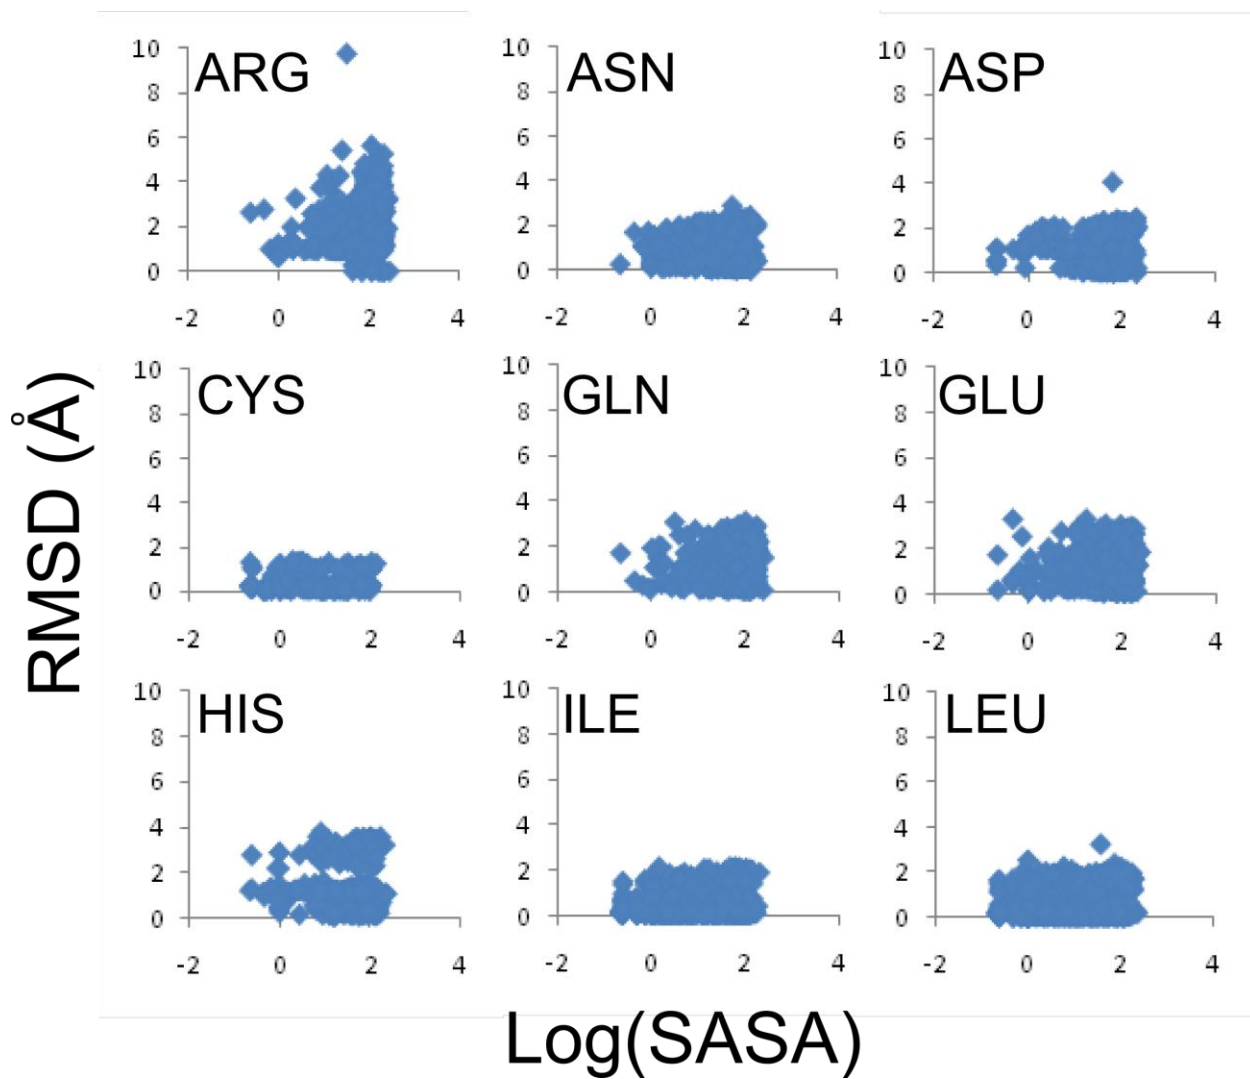 10 ARG 10 ASN 10 ASP
8 8 8
6 6 6
4 4 4
2 2 2
0 0 0
-2 0 2 4 -2 0 2 4 -2 0 2 4
RMSD (Å)
10 CYS 10 GLN 10 GLU
8 8 8
6 6 6
4 4 4
2 2 2
0 0 0
-2 0 2 4 -2 0 2 4 -2 0 2 4
10 HIS 10 ILE 10 LEU
8 8 8
6 6 6
4 4 4
2 2 2
0 0 0
-2 0 2 4 -2 0 2 4 -2 0 2 4
Log(SASA)